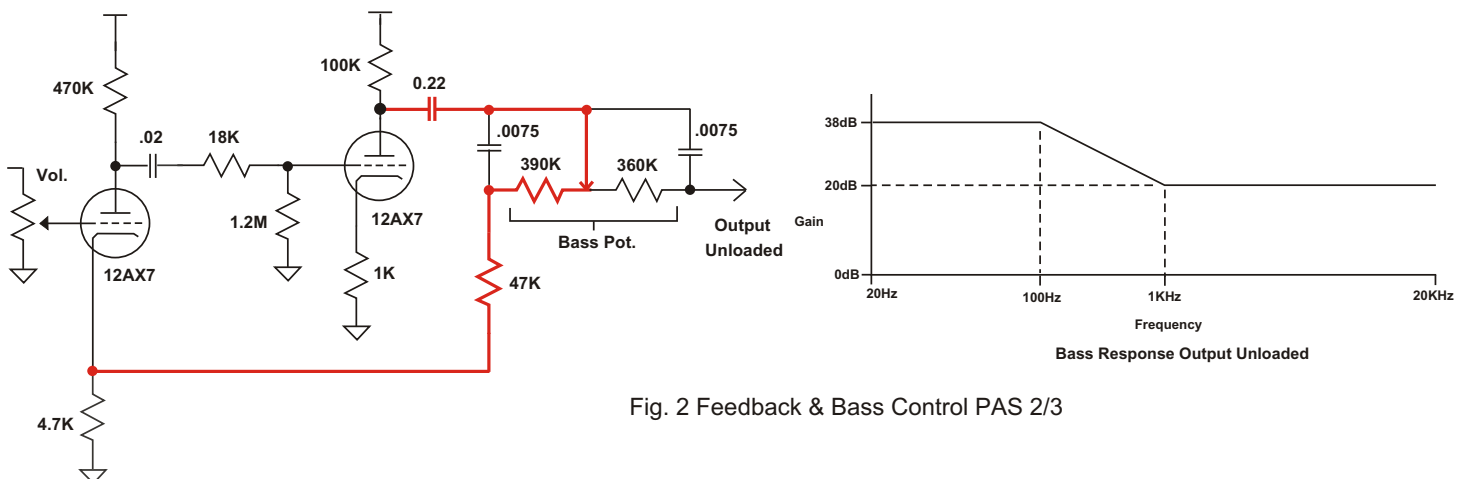 470K
.02
18K
Vol.
12AX7
1.2M
100K
0.22
12AX7
1K
.0075
390K
360K
.0075
Bass Pot.
Output
Unloaded
47K
4.7K
38dB
20dB
Gain
0dB
20Hz
100Hz
1KHz
20KHz
Frequency
Bass Response Output Unloaded
Fig. 2 Feedback & Bass Control PAS 2/3